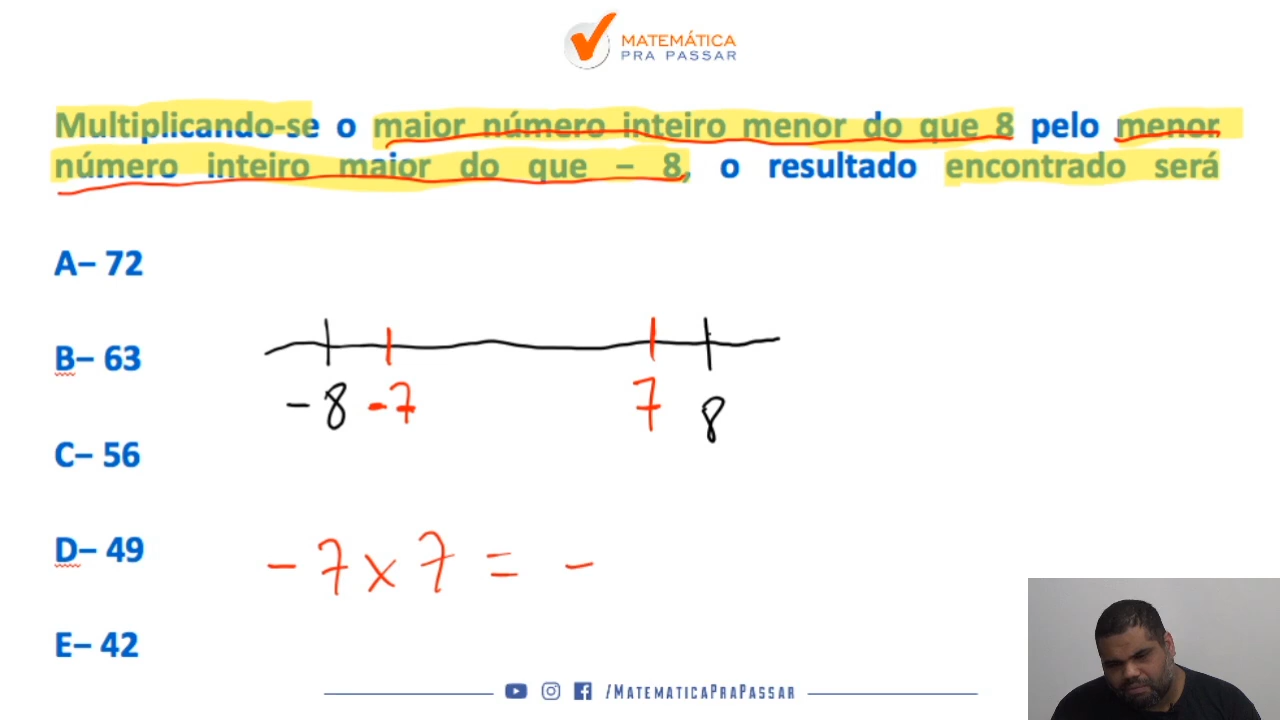 MATEMÁTICA
PRA PASSAR
Multiplicando-se o maior número inteiro menor do que 8 pelo menor
número inteiro maior do que – 8, o resultado encontrado será
A– 72
B– 63
-8 -7 7 8
C– 56
D– 49
-7 x 7 = -
E– 42
/MATEMATICAPRAPASSAR